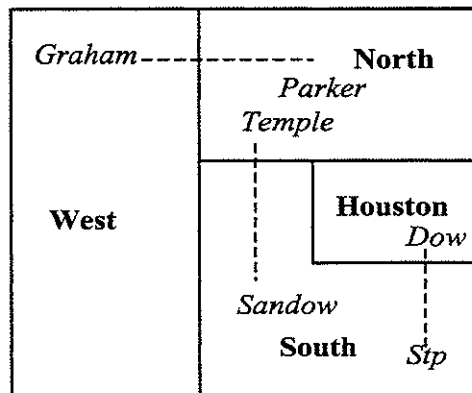 Graham
North
Parker
Temple
West
Houston
Dow
Sandow
South
Stp